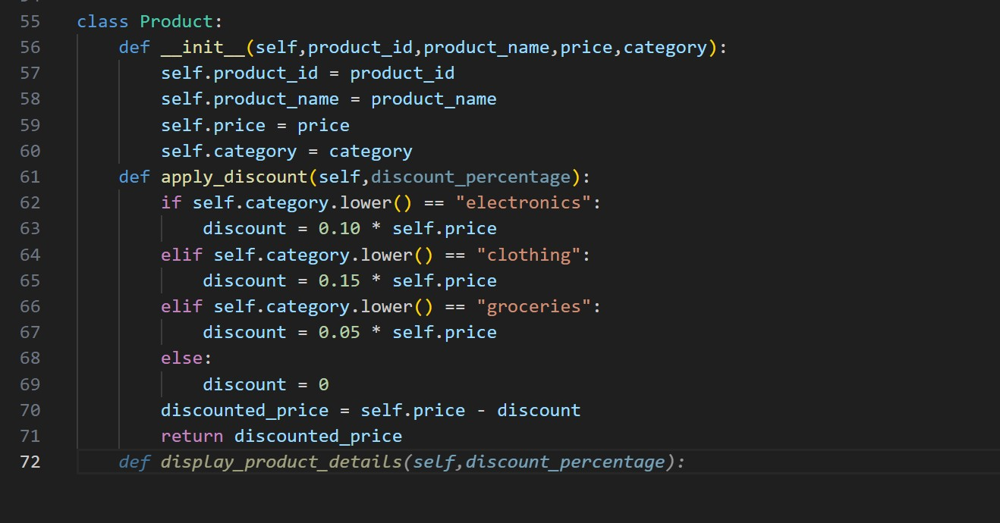 55 class Product:
56     def __init__(self,product_id,product_name,price,category):
57         self.product_id = product_id
58         self.product_name = product_name
59         self.price = price
60         self.category = category
61     def apply_discount(self,discount_percentage):
62         if self.category.lower() == "electronics":
63             discount = 0.10 * self.price
64         elif self.category.lower() == "clothing":
65             discount = 0.15 * self.price
66         elif self.category.lower() == "groceries":
67             discount = 0.05 * self.price
68         else:
69             discount = 0
70         discounted_price = self.price - discount
71         return discounted_price
72     def display_product_details(self,discount_percentage):